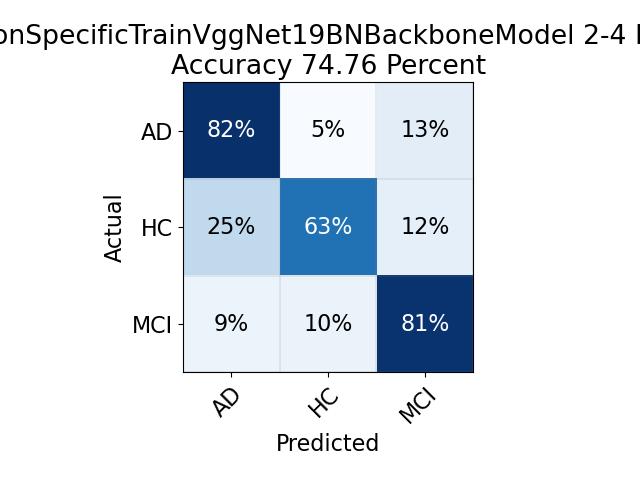 onSpecificTrainVggNet19BNBackboneModel 2-4
Accuracy 74.76 Percent
AD 82% 5% 13%
HC 25% 63% 12%
MCI 9% 10% 81%
Actual
AD HC MCI
Predicted